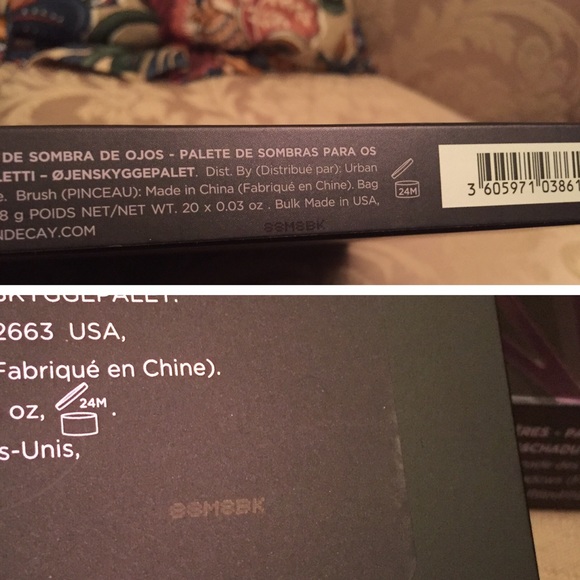 DE SOMBRA DE OJOS - PALETE DE SOMBRAS PARA OS
LETTI – ØJENSKYGGEPALET. Dist. By (Distribué par): Urban
e. Brush (PINCEAU): Made in China (Fabriqué en Chine). Bag
8 g POIDS NET/NET WT. 20 x 0.03 oz . Bulk Made in USA,
NDECAY.COM
24M
3 605971 03861
SKYGGEPALET.
2663 USA,
Fabriqué en Chine).
oz, 24M .
s-Unis,